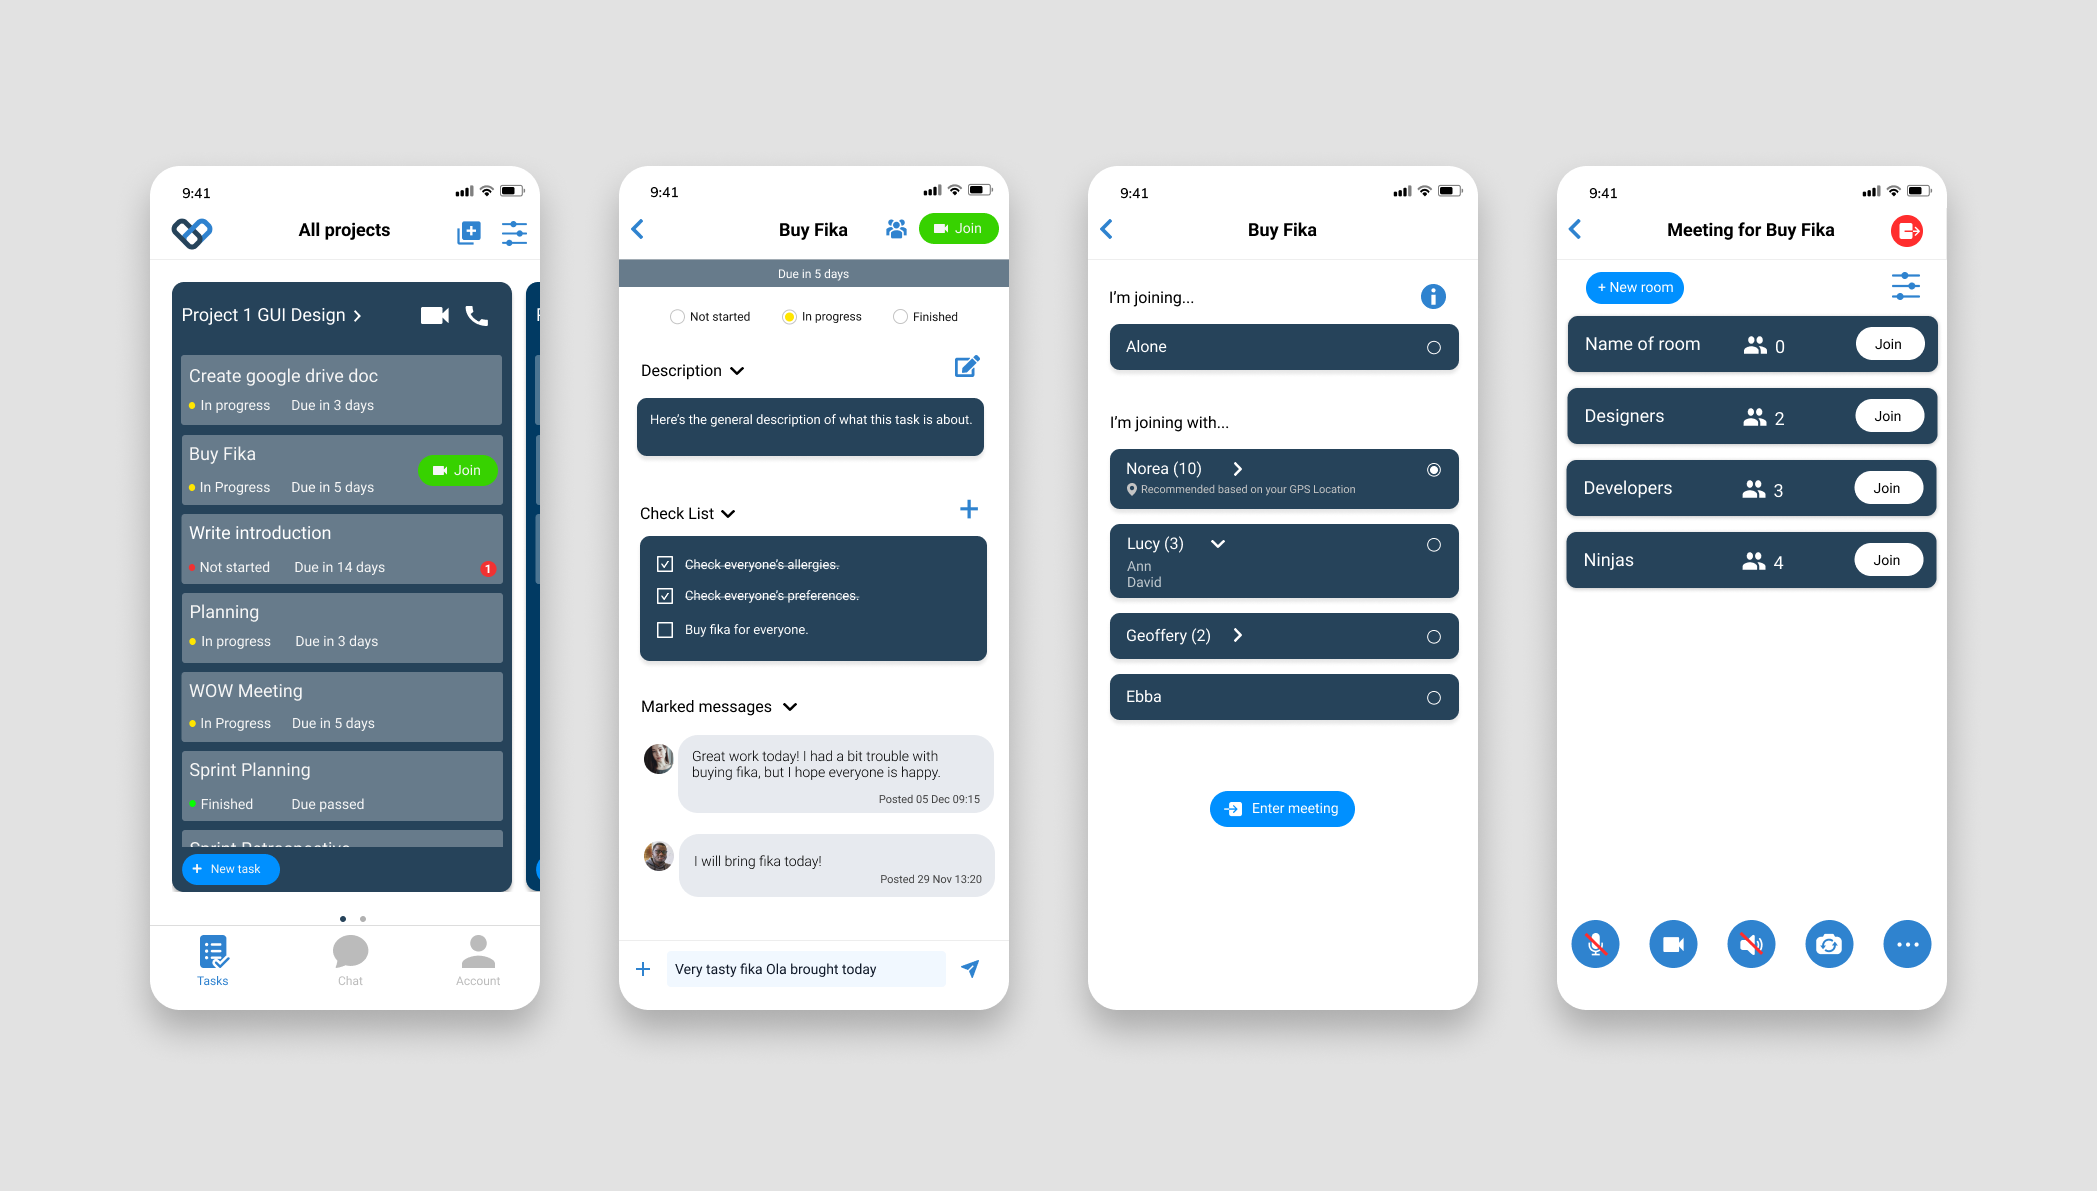 9:41
All projects
Project 1 GUI Design
Create google drive doc
In progress Due in 3 days
Buy Fika
In Progress Due in 5 days
Join
Write introduction
Not started Due in 14 days
1
Planning
In progress Due in 3 days
WOW Meeting
In Progress Due in 5 days
Sprint Planning
Finished Due passed
Sprint Retrospective
+ New task
Tasks Chat Account
9:41
Buy Fika Join
Due in 5 days
Not started In progress Finished
Description
Here's the general description of what this task is about.
Check List
Check everyone's allergies.
Check everyone's preferences.
Buy fika for everyone.
Marked messages
Great work today! I had a bit trouble with
buying fika, but I hope everyone is happy.
Posted 05 Dec 09:15
I will bring fika today!
Posted 29 Nov 13:20
Very tasty fika Ola brought today
9:41
Buy Fika
I'm joining...
Alone
I'm joining with...
Norea (10)
Recommended based on your GPS Location
Lucy (3)
Ann
David
Geoffery (2)
Ebba
Enter meeting
9:41
Meeting for Buy Fika
+ New room
Name of room 0 Join
Designers 2 Join
Developers 3 Join
Ninjas 4 Join